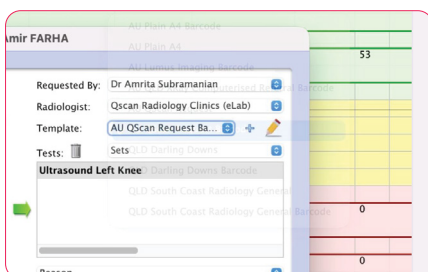 AU Plain A4 Barcode
Amir FARHA
AU Plain A4
53
AU Lumus Imaging Barcode
Requested By: Dr Amrita Subramanian
Barcode
Radiologist: Qscan Radiology Clinics (eLab)
Template: AU QScan Request Ba...
Tests: Sets
QLD Darling Downs
Ultrasound Left Knee
QLD Darling Downs Barcode
QLD South Coast Radiology General
QLD South Coast Radiology General Barcode
0
0
Reason